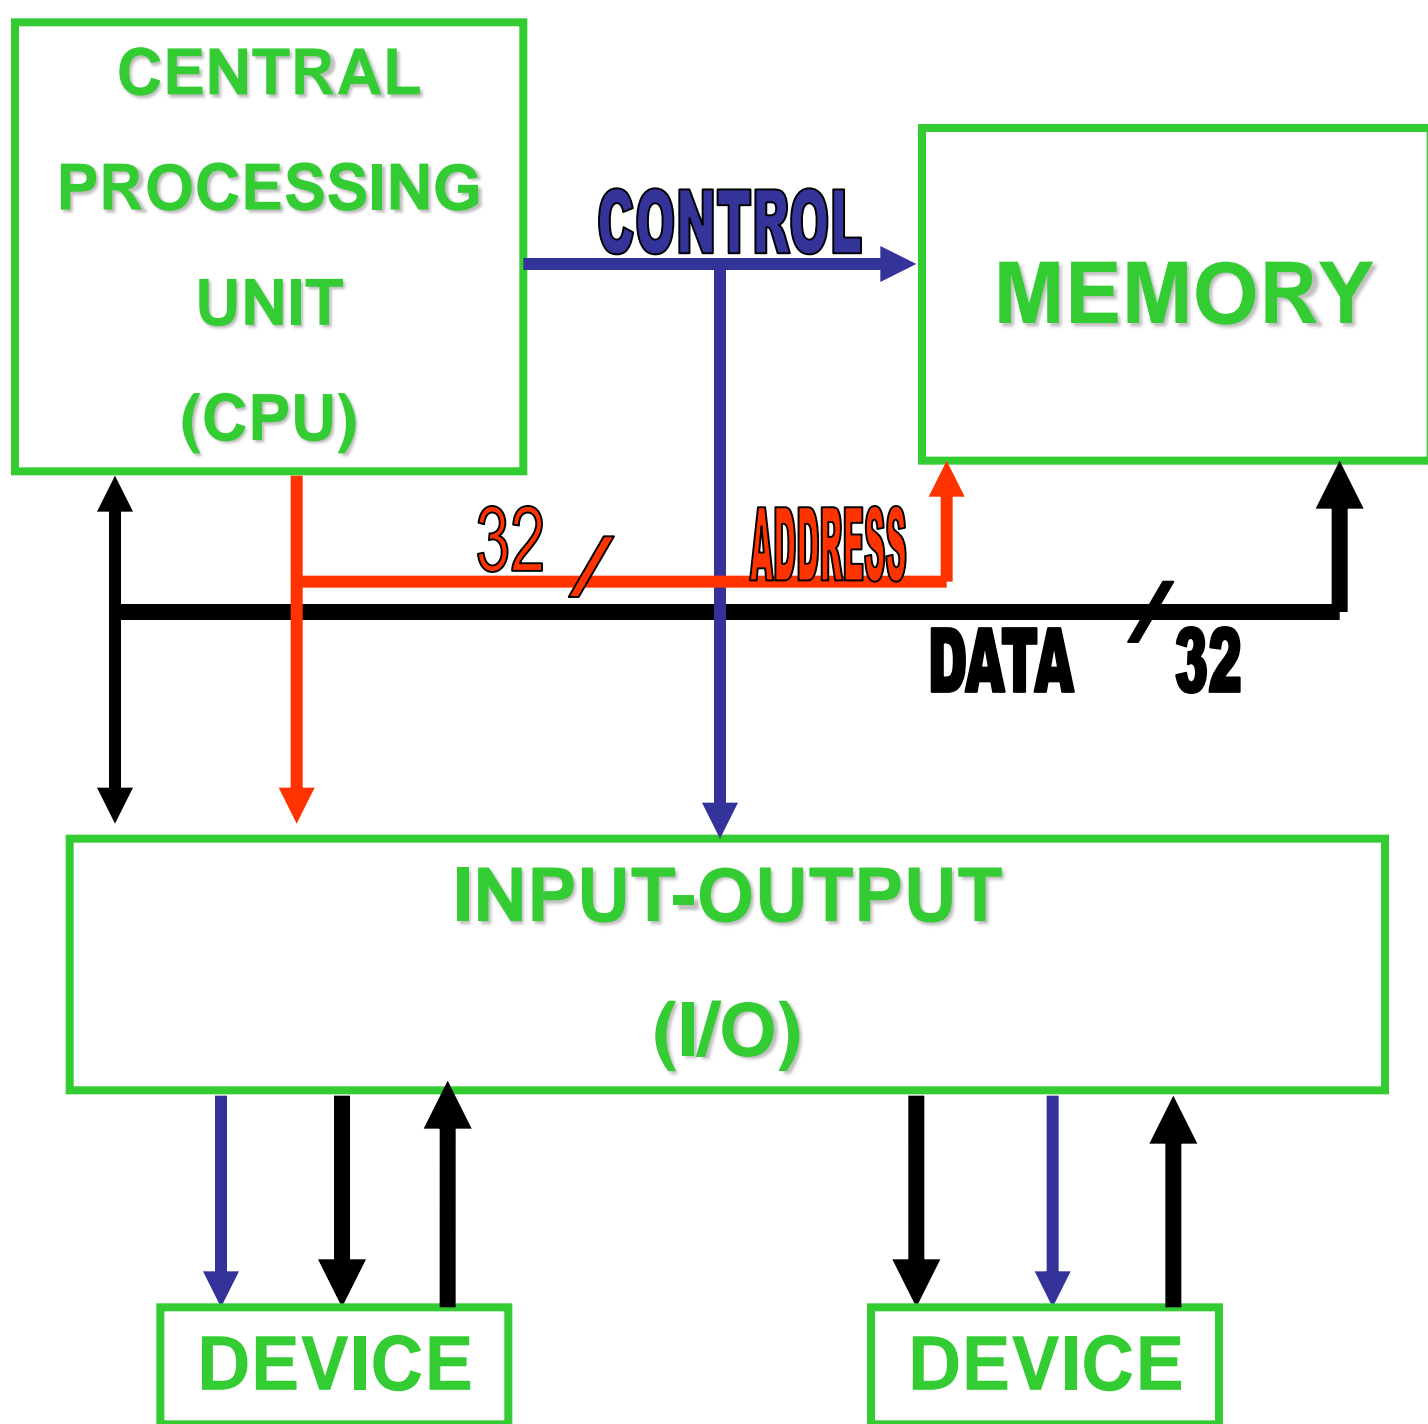 CENTRAL
PROCESSING
UNIT
(CPU)
CONTROL
MEMORY
32
ADDRESS
DATA 32
INPUT-OUTPUT
(I/O)
DEVICE
DEVICE